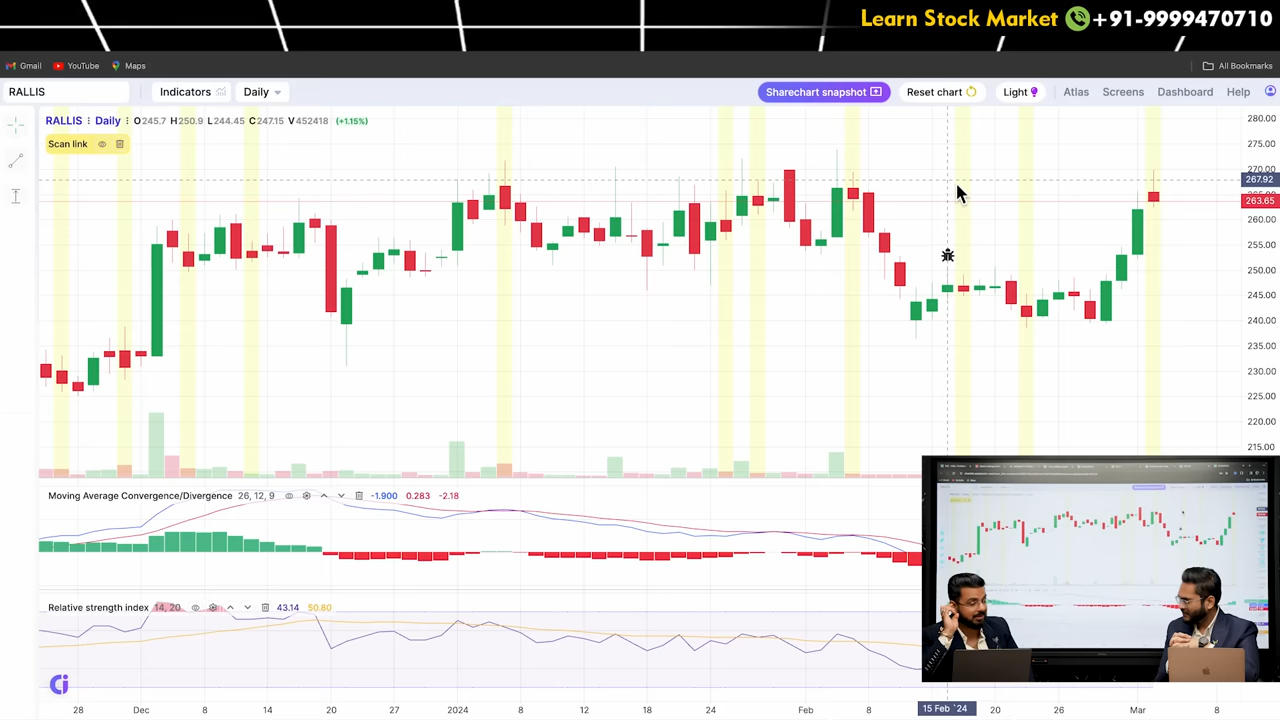 Learn Stock Market +91-9999470710
Gmail YouTube Maps All Bookmarks
RALLIS Indicators Daily Sharechart snapshot Reset chart Light Atlas Screens Dashboard Help
RALLIS Daily O245.7 H250.9 L244.45 C247.15 V452418 (+1.15%)
Scan link
280.00
275.00
270.00
267.92
263.65
260.00
255.00
250.00
245.00
240.00
235.00
230.00
225.00
220.00
215.00
Moving Average Convergence/Divergence 26, 12, 9 -1.900 0.283 -2.18
Relative strength index 14, 20 43.14 50.80
28 Dec 8 14 20 27 2024 8 12 18 24 Feb 8 15 Feb `24 20 26 Mar 8